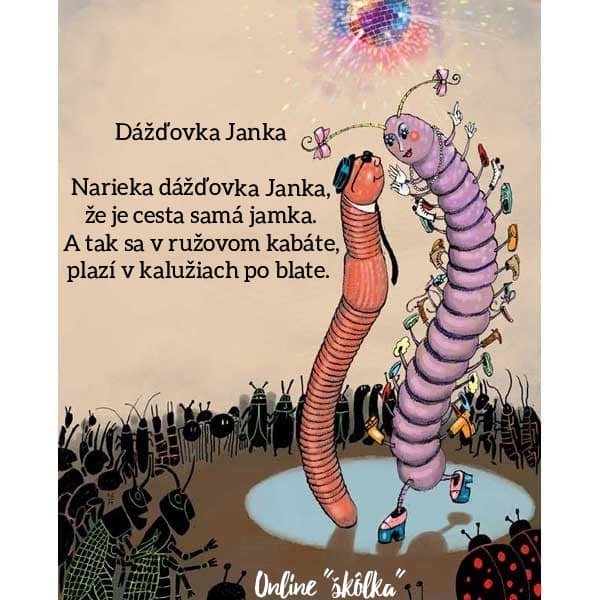 Dážďovka Janka
Narieka dážďovka Janka,
že je cesta samá jamka.
A tak sa v ružovom kabáte,
plazí v kalužiach po blate.
Online "škôlka"